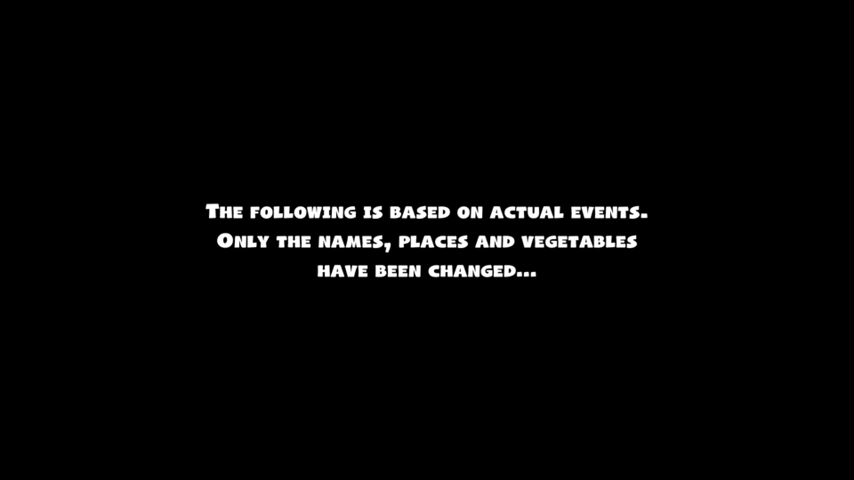 The following is based on actual events.
Only the names, places and vegetables
have been changed...